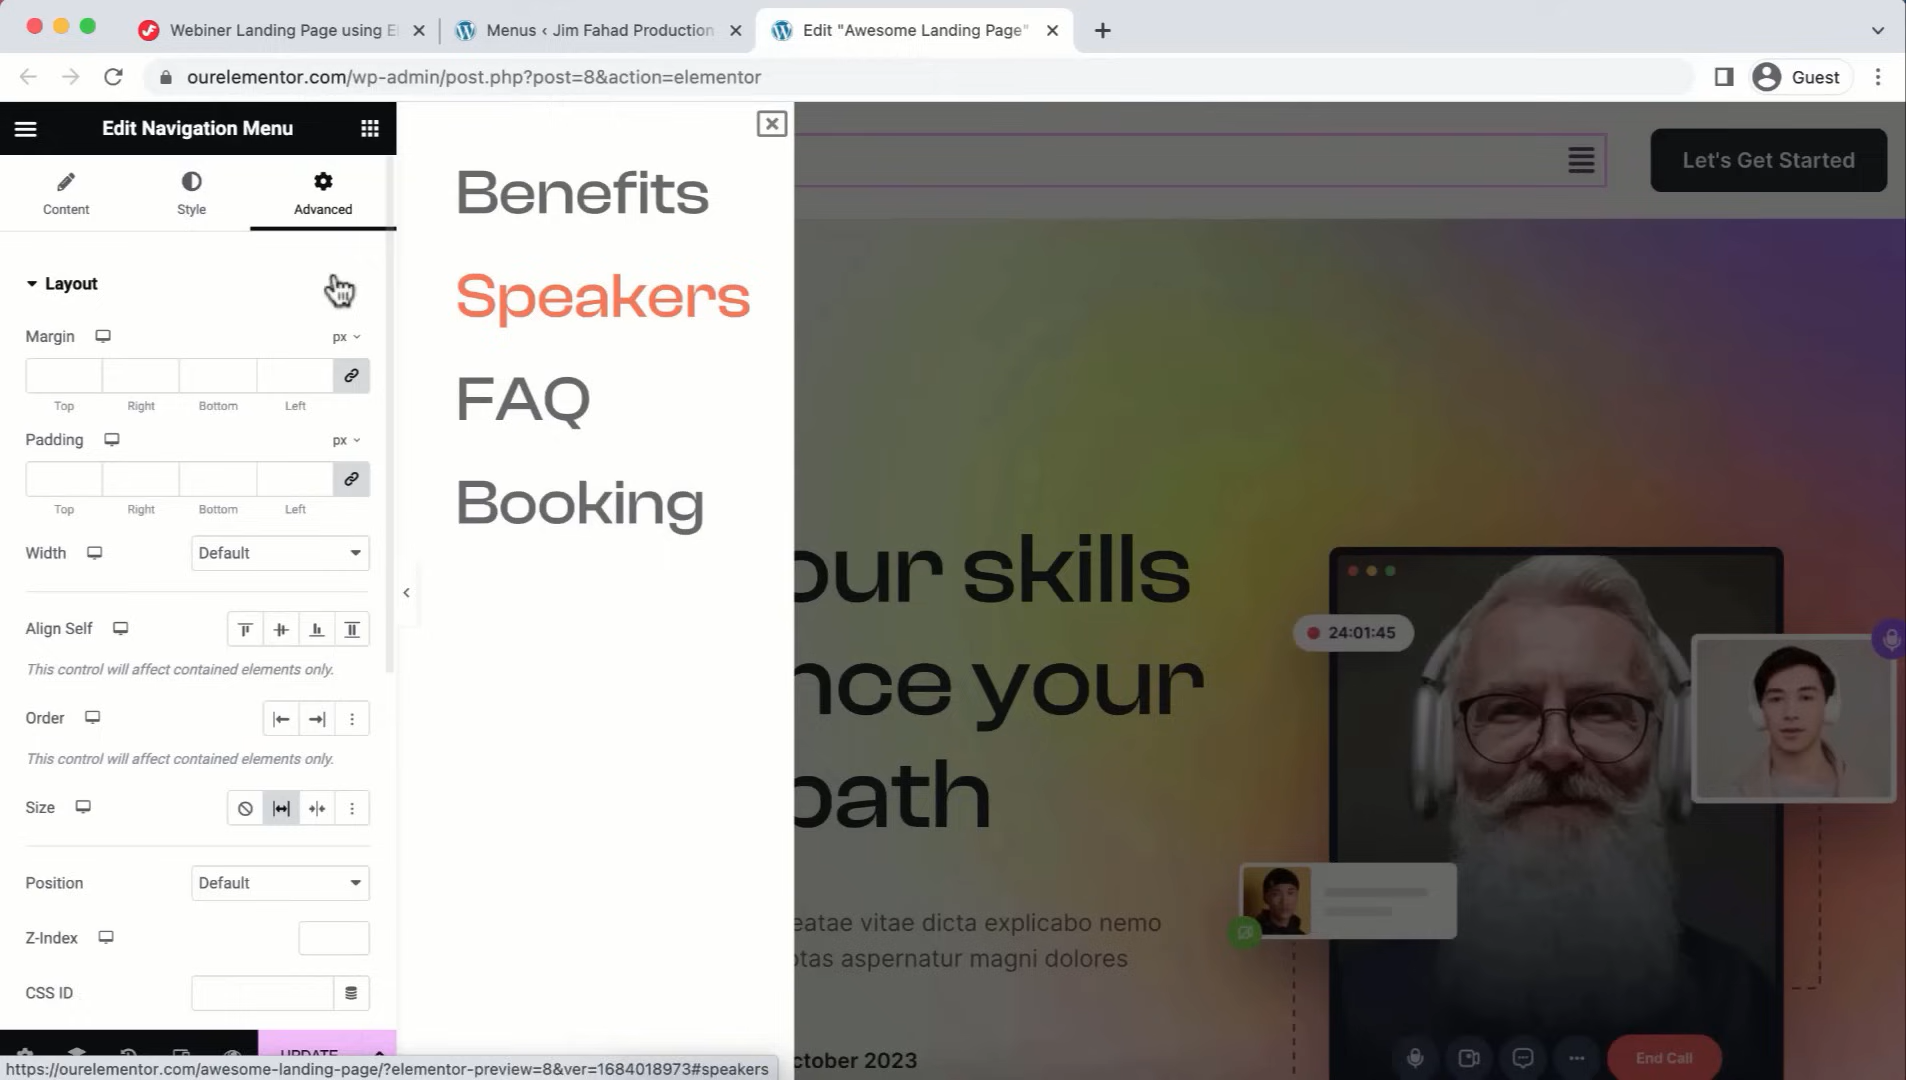 Webiner Landing Page using El
Menus ‹ Jim Fahad Production
Edit "Awesome Landing Page"
ourelementor.com/wp-admin/post.php?post=8&action=elementor
Guest
Edit Navigation Menu
Content
Style
Advanced
Layout
Margin
px
Top
Right
Bottom
Left
Padding
px
Top
Right
Bottom
Left
Width
Default
Align Self
This control will affect contained elements only.
Order
This control will affect contained elements only.
Size
Position
Default
Z-Index
CSS ID
UPDATE
https://ourelementor.com/awesome-landing-page/?elementor-preview=8&ver=1684018973#speakers
Benefits
Speakers
FAQ
Booking
Let's Get Started
our skills
nce your
path
24:01:45
eatae vitae dicta explicabo nemo
otas aspernatur magni dolores
ctober 2023
End Call